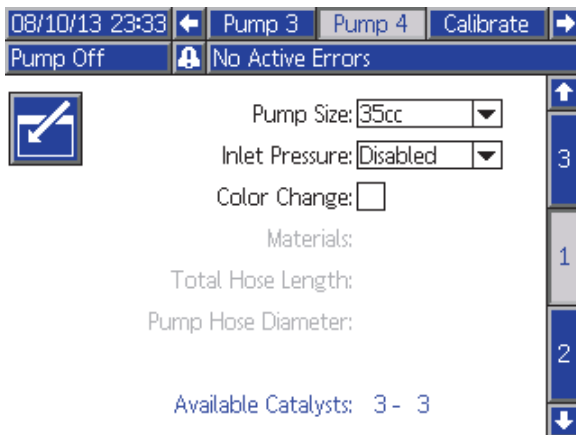 08/10/13 23:33 Pump 3 Pump 4 Calibrate
Pump Off No Active Errors
Pump Size: 35cc
Inlet Pressure: Disabled
3
Color Change:
Materials:
1
Total Hose Length:
Pump Hose Diameter:
2
Available Catalysts: 3 - 3